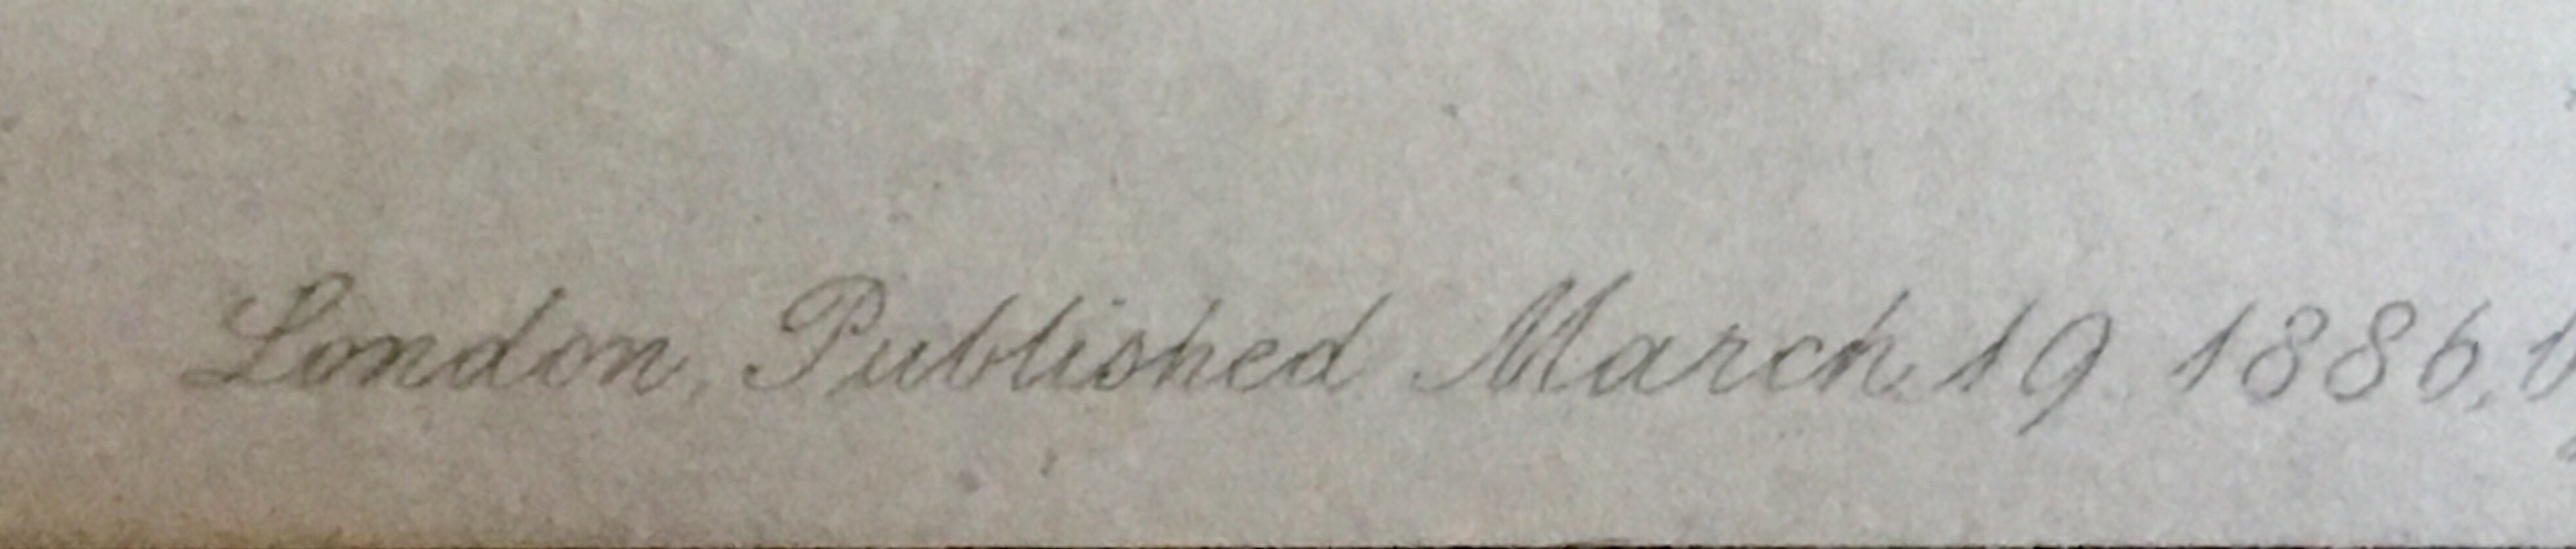 London, Published March 19 1886, b